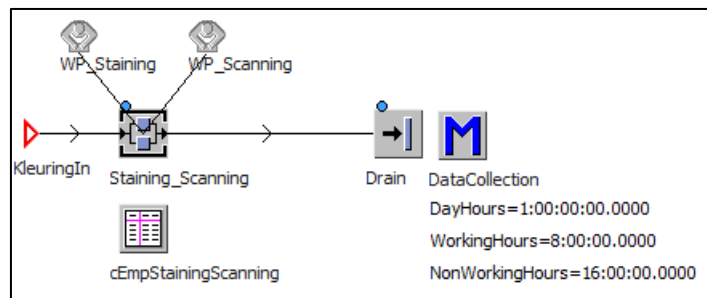 WP_Staining
WP_Scanning
KleuringIn
Staining_Scanning
Drain
M
DataCollection
DayHours=1:00:00:00.0000
WorkingHours=8:00:00.0000
NonWorkingHours=16:00:00.0000
cEmpStainingScanning